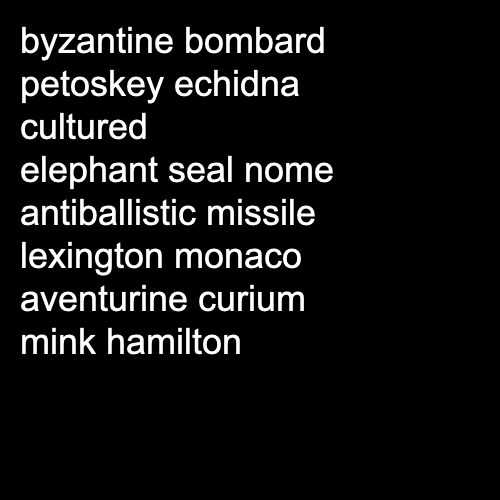 byzantine bombard
petoskey echidna
cultured
elephant seal nome
antiballistic missile
lexington monaco
aventurine curium
mink hamilton